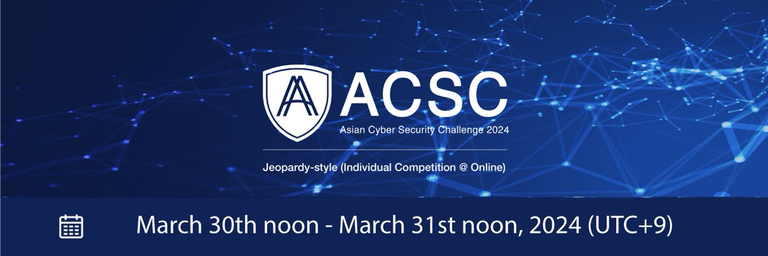 ACSC
Asian Cyber Security Challenge 2024
Jeopardy-style (Individual Competition @ Online)
March 30th noon - March 31st noon, 2024 (UTC+9)